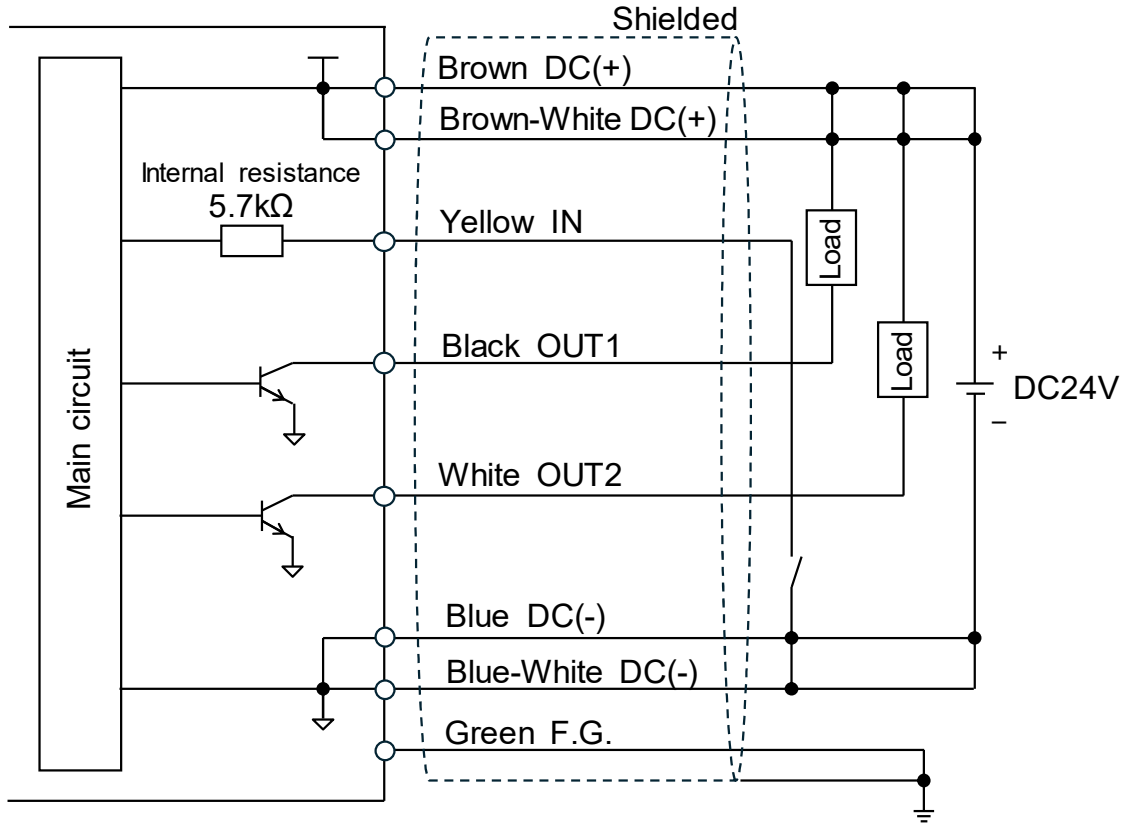 Shielded
Brown DC(+)
Brown-White DC(+)
Internal resistance
5.7kΩ
Yellow IN
Load
Black OUT1
Load
+
DC24V
−
Main circuit
White OUT2
Blue DC(-)
Blue-White DC(-)
Green F.G.